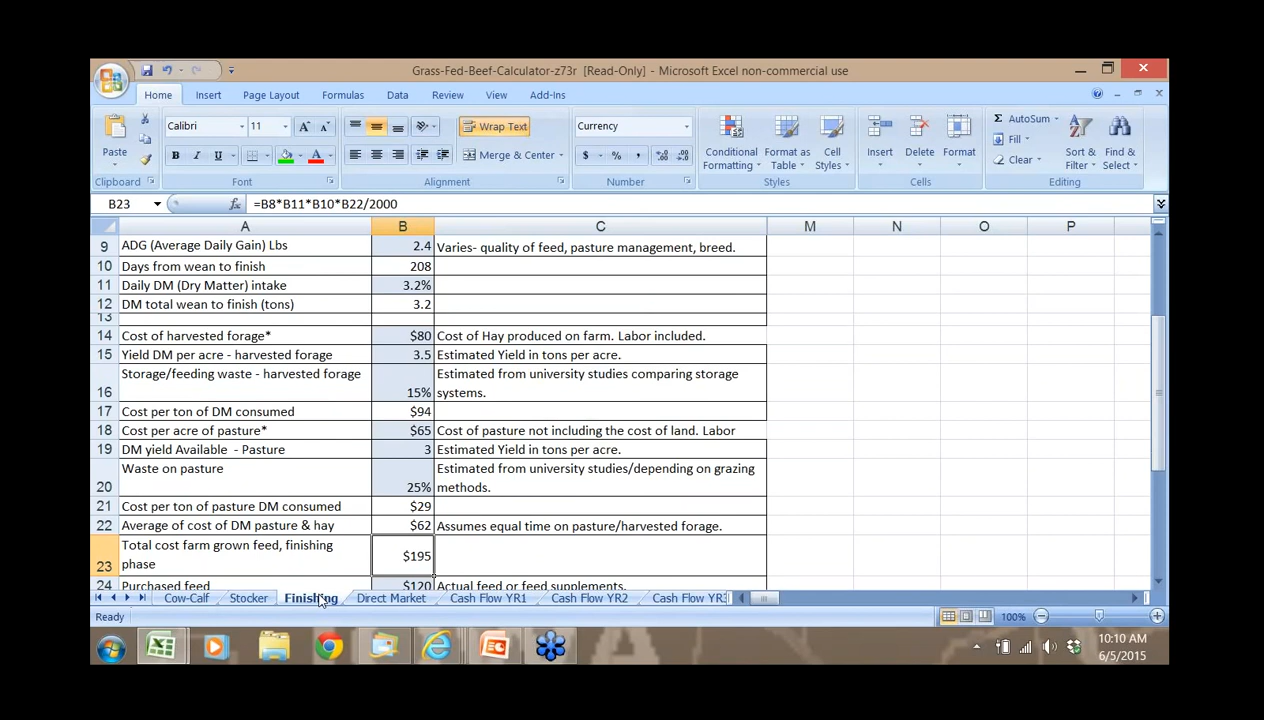 Grass-Fed-Beef-Calculator-z73r [Read-Only] - Microsoft Excel non-commercial use
Home Insert Page Layout Formulas Data Review View Add-Ins
Calibri 11 Wrap Text Currency AutoSum
Fill
Paste B I U A Merge & Center $ % , Conditional Formatting Format as Table Cell Styles Insert Delete Format Clear Sort & Filter Find & Select
Clipboard Font Alignment Number Styles Cells Editing
B23 fx =B8*B11*B10*B22/2000
A B C M N O P
9 ADG (Average Daily Gain) Lbs 2.4 Varies- quality of feed, pasture management, breed.
10 Days from wean to finish 208
11 Daily DM (Dry Matter) intake 3.2%
12 DM total wean to finish (tons) 3.2
13
14 Cost of harvested forage* $80 Cost of Hay produced on farm. Labor included.
15 Yield DM per acre - harvested forage 3.5 Estimated Yield in tons per acre.
Storage/feeding waste - harvested forage Estimated from university studies comparing storage
16 15% systems.
17 Cost per ton of DM consumed $94
18 Cost per acre of pasture* $65 Cost of pasture not including the cost of land. Labor
19 DM yield Available - Pasture 3 Estimated Yield in tons per acre.
Waste on pasture Estimated from university studies/depending on grazing
20 25% methods.
21 Cost per ton of pasture DM consumed $29
22 Average of cost of DM pasture & hay $62 Assumes equal time on pasture/harvested forage.
Total cost farm grown feed, finishing
23 phase $195
24 Purchased feed $120 Actual feed or feed supplements.
Cow-Calf Stocker Finishing Direct Market Cash Flow YR1 Cash Flow YR2 Cash Flow YR3
Ready 100%
10:10 AM
6/5/2015